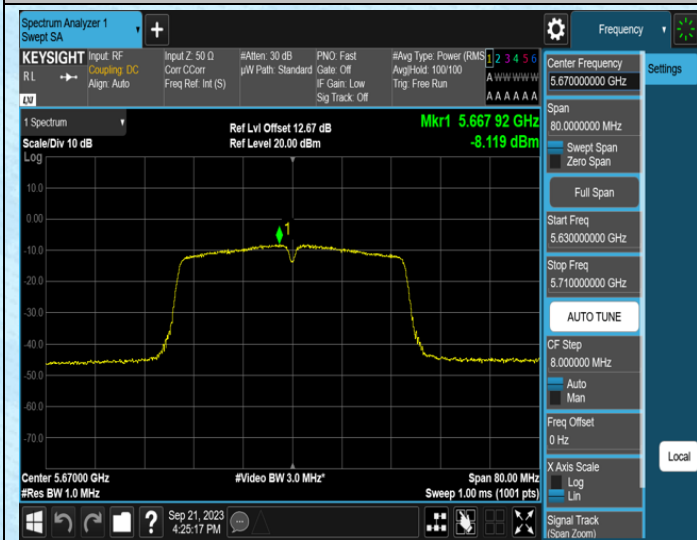 Spectrum Analyzer 1
Swept SA
Frequency
KEYSIGHT
R L
LXI
Input: RF
Coupling: DC
Align: Auto
Input Z: 50 Ω
Corr CCorr
Freq Ref: Int (S)
#Atten: 30 dB
µW Path: Standard
PNO: Fast
Gate: Off
IF Gain: Low
Sig Track: Off
#Avg Type: Power (RMS
Avg|Hold: 100/100
Trig: Free Run
1 2 3 4 5 6
A W W W W W
A A A A A A
1 Spectrum
Scale/Div 10 dB
Log
Ref Lvl Offset 12.67 dB
Ref Level 20.00 dBm
Mkr1 5.667 92 GHz
-8.119 dBm
10.0
0.00
-10.0
-20.0
-30.0
-40.0
-50.0
-60.0
-70.0
1
Center 5.67000 GHz
#Res BW 1.0 MHz
#Video BW 3.0 MHz*
Span 80.00 MHz
Sweep 1.00 ms (1001 pts)
Sep 21, 2023
4:25:17 PM
Center Frequency
5.670000000 GHz
Span
80.0000000 MHz
Swept Span
Zero Span
Full Span
Start Freq
5.630000000 GHz
Stop Freq
5.710000000 GHz
AUTO TUNE
CF Step
8.000000 MHz
Auto
Man
Freq Offset
0 Hz
X Axis Scale
Log
Lin
Signal Track
(Span Zoom)
Settings
Local